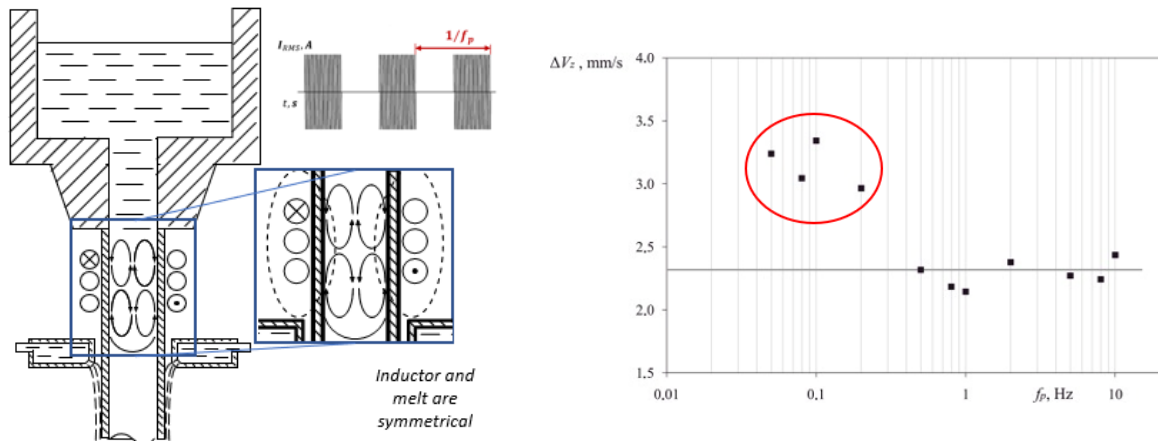 I_RMS, A
1/f_p
t, s
Inductor and
melt are
symmetrical
ΔV_z , mm/s
4.0
3.5
3.0
2.5
2.0
1.5
0.01
0.1
1
f_p, Hz
10